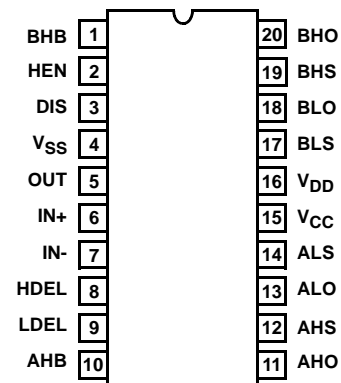 BHB 1 20 BHO
HEN 2 19 BHS
DIS 3 18 BLO
VSS 4 17 BLS
OUT 5 16 VDD
IN+ 6 15 VCC
IN- 7 14 ALS
HDEL 8 13 ALO
LDEL 9 12 AHS
AHB 10 11 AHO